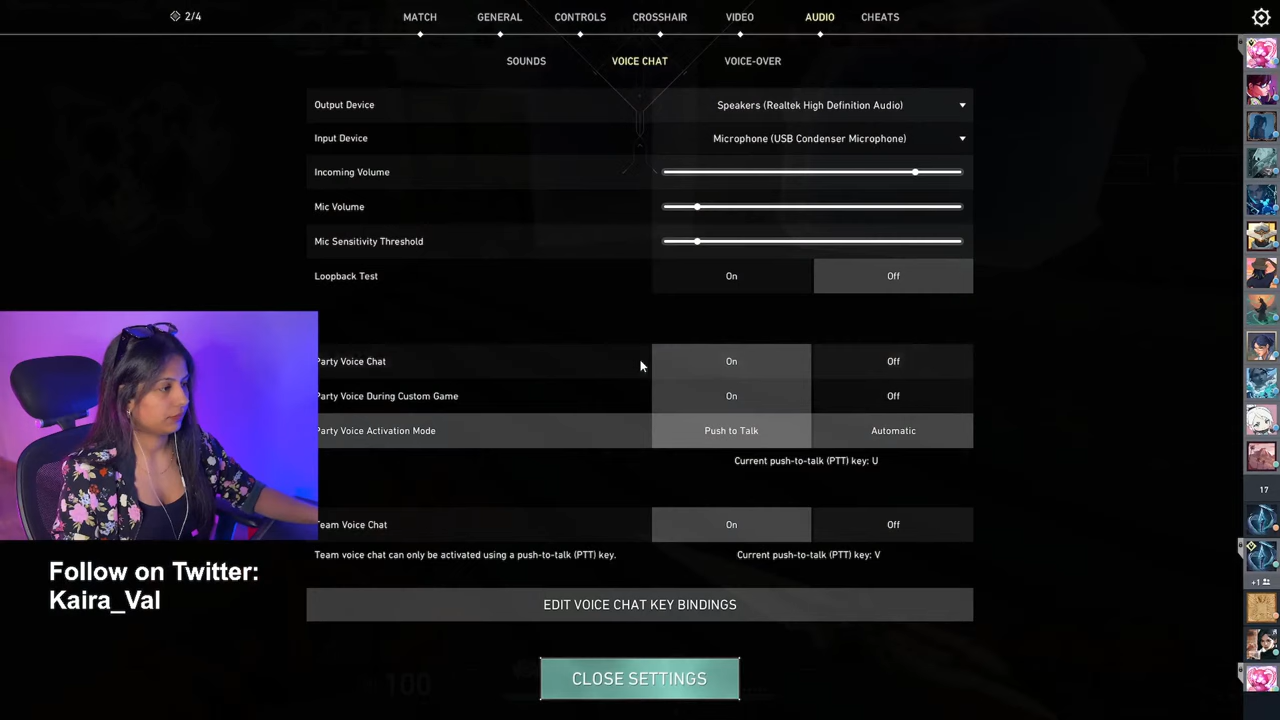 2/4
MATCH GENERAL CONTROLS CROSSHAIR VIDEO AUDIO CHEATS
SOUNDS VOICE CHAT VOICE-OVER
Output Device Speakers (Realtek High Definition Audio)
Input Device Microphone (USB Condenser Microphone)
Incoming Volume
Mic Volume
Mic Sensitivity Threshold
Loopback Test On Off
Party Voice Chat On Off
Party Voice During Custom Game On Off
Party Voice Activation Mode Push to Talk Automatic
Current push-to-talk (PTT) key: U
17
Team Voice Chat On Off
Team voice chat can only be activated using a push-to-talk (PTT) key. Current push-to-talk (PTT) key: V
+1
Follow on Twitter:
Kaira_Val
EDIT VOICE CHAT KEY BINDINGS
CLOSE SETTINGS
100